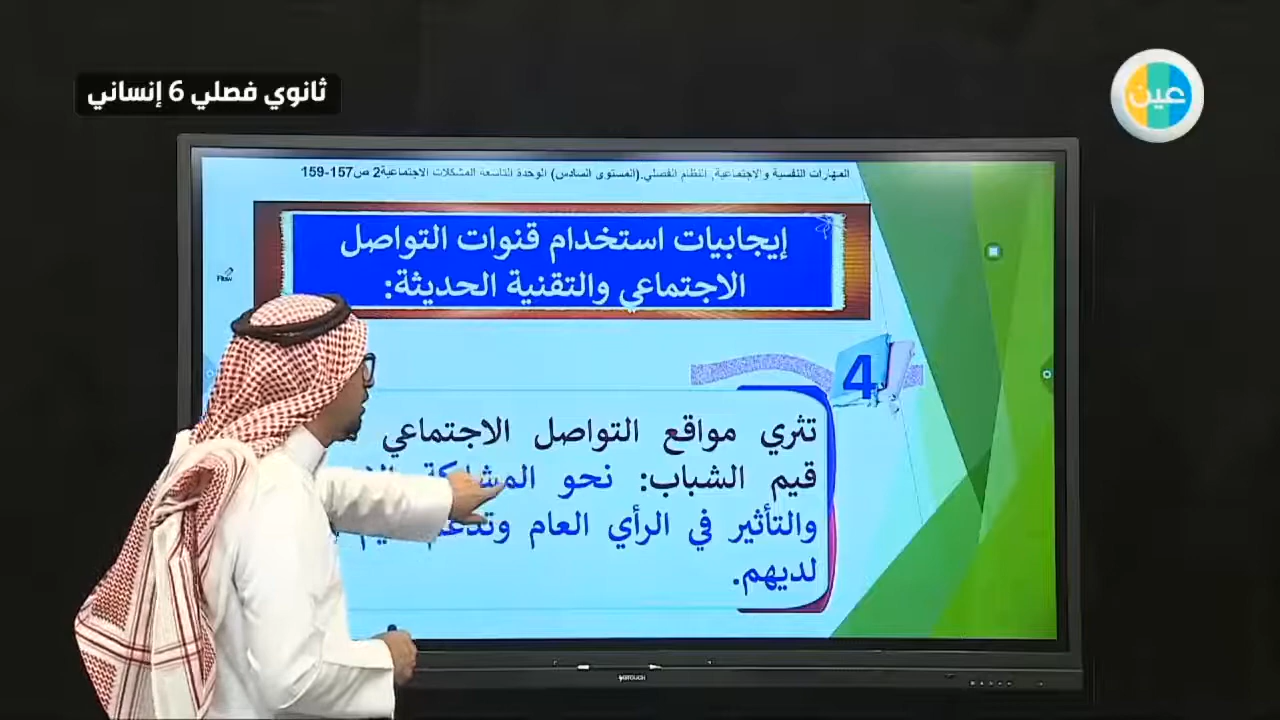 ثانوي فصلي 6 إنساني
عين
المهارات النفسية والاجتماعية, النظام الفصلي.(المستوى السادس) الوحدة التاسعة المشكلات الاجتماعية2 ص157-159
إيجابيات استخدام قنوات التواصل
الاجتماعي والتقنية الحديثة:
4
تثري مواقع التواصل الاجتماعي
قيم الشباب: نحو المشاركة
والتأثير في الرأي العام وتدعم
لديهم.